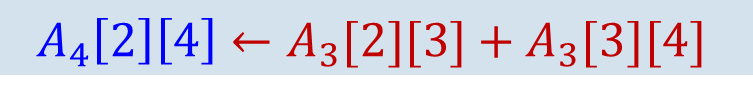 A₄[2][4] ← A₃[2][3] + A₃[3][4]